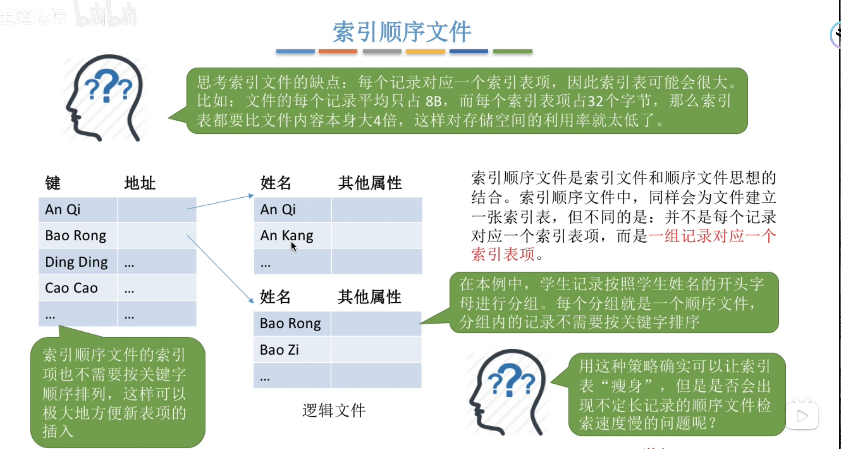 索引顺序文件
思考索引文件的缺点：每个记录对应一个索引表项，因此索引表可能会很大。
比如：文件的每个记录平均只占 8B，而每个索引表项占32个字节，那么索引
表都要比文件内容本身大4倍，这样对存储空间的利用率就太低了。
键 地址
An Qi
Bao Rong
Ding Ding ...
Cao Cao ...
... ...
姓名 其他属性
An Qi
An Kang
...
姓名 其他属性
Bao Rong
Bao Zi
...
逻辑文件
索引顺序文件是索引文件和顺序文件思想的
结合。索引顺序文件中，同样会为文件建立
一张索引表，但不同的是：并不是每个记录
对应一个索引表项，而是一组记录对应一个
索引表项。
在本例中，学生记录按照学生姓名的开头字
母进行分组。每个分组就是一个顺序文件，
分组内的记录不需要按关键字排序
索引顺序文件的索引
项也不需要按关键字
顺序排列，这样可以
极大地方便新表项的
插入
用这种策略确实可以让索引
表“瘦身”，但是是否会出
现不定长记录的顺序文件检
索速度慢的问题呢？